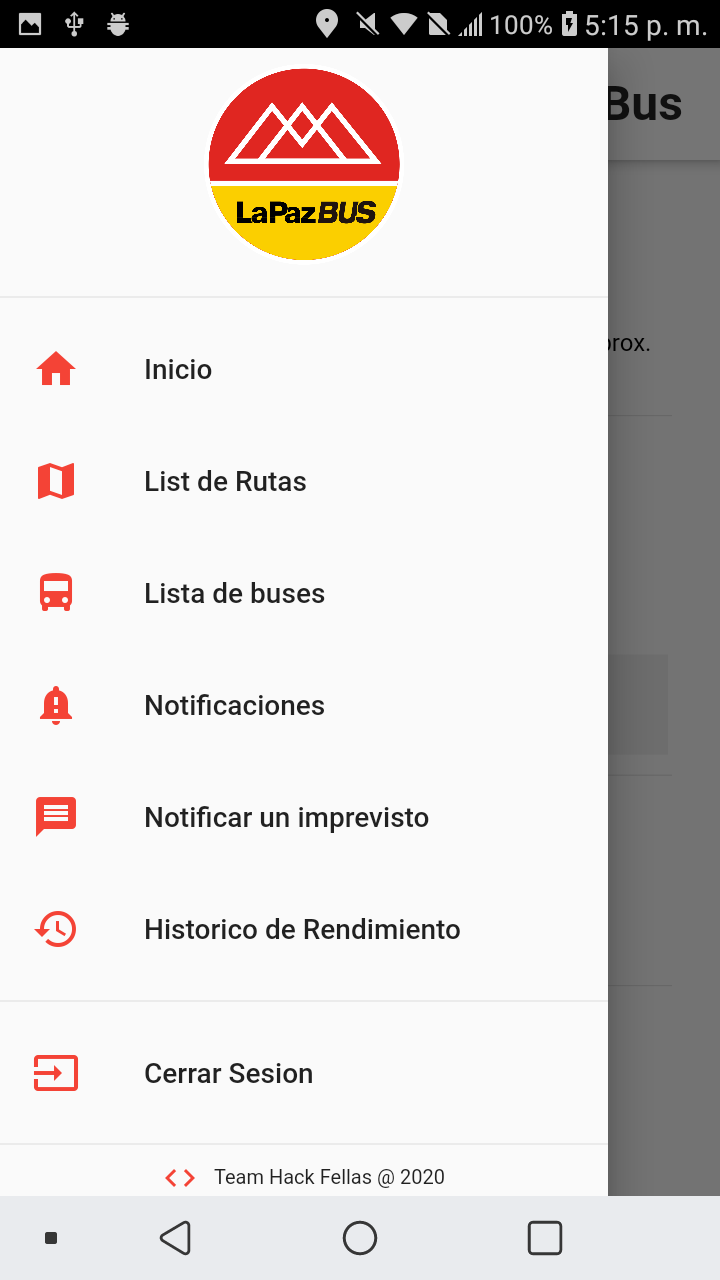 100% 5:15 p. m.
Bus
LaPazBUS
prox.
Inicio
List de Rutas
Lista de buses
Notificaciones
Notificar un imprevisto
Historico de Rendimiento
Cerrar Sesion
Team Hack Fellas @ 2020